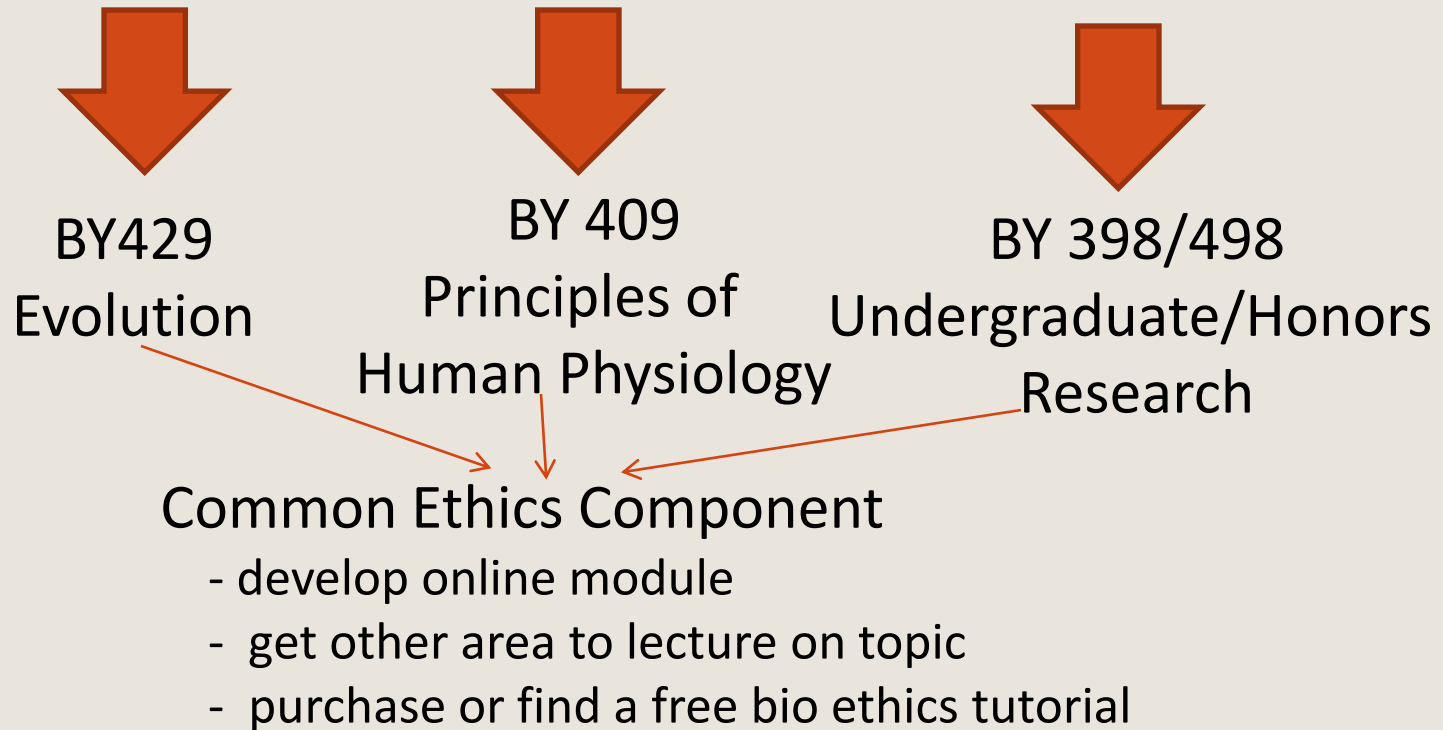 BY429
Evolution
BY 409
Principles of
Human Physiology
BY 398/498
Undergraduate/Honors
Research
Common Ethics Component
- develop online module
- get other area to lecture on topic
- purchase or find a free bio ethics tutorial